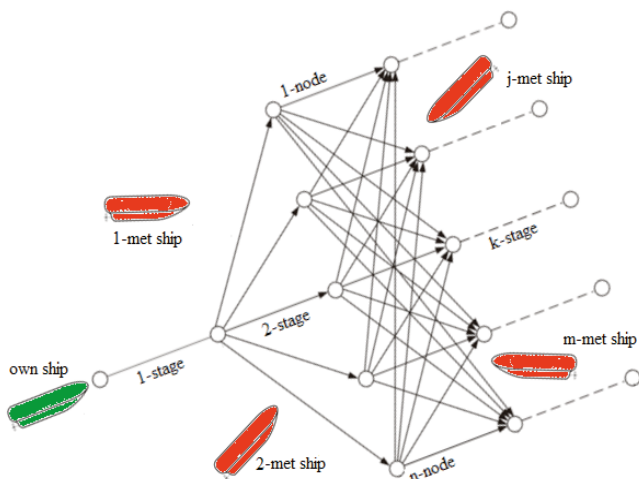 1-node
j-met ship
1-met ship
k-stage
2-stage
own ship
1-stage
m-met ship
2-met ship
n-node